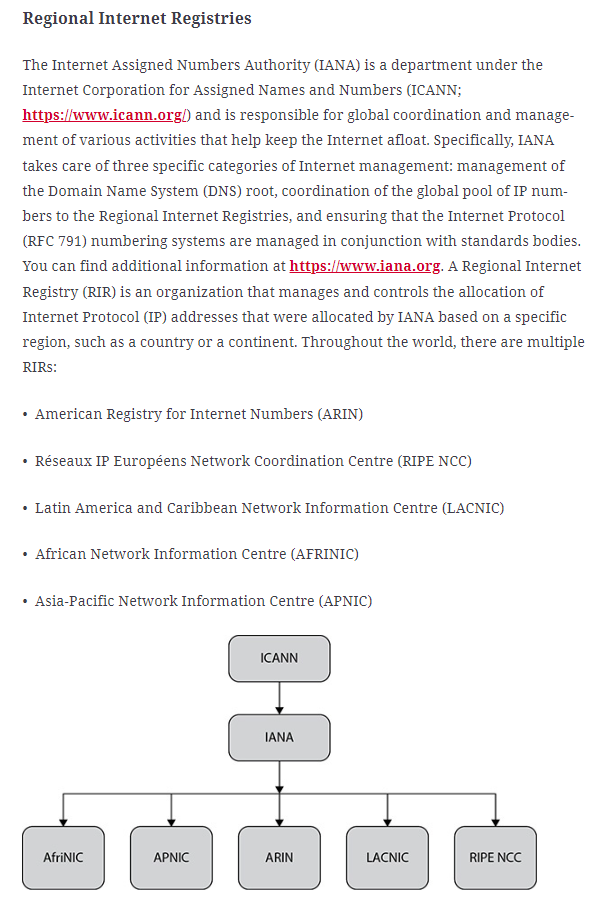 Regional Internet Registries
The Internet Assigned Numbers Authority (IANA) is a department under the
Internet Corporation for Assigned Names and Numbers (ICANN;
https://www.icann.org/) and is responsible for global coordination and manage-
ment of various activities that help keep the Internet afloat. Specifically, IANA
takes care of three specific categories of Internet management: management of
the Domain Name System (DNS) root, coordination of the global pool of IP num-
bers to the Regional Internet Registries, and ensuring that the Internet Protocol
(RFC 791) numbering systems are managed in conjunction with standards bodies.
You can find additional information at https://www.iana.org. A Regional Internet
Registry (RIR) is an organization that manages and controls the allocation of
Internet Protocol (IP) addresses that were allocated by IANA based on a specific
region, such as a country or a continent. Throughout the world, there are multiple
RIRs:
• American Registry for Internet Numbers (ARIN)
• Réseaux IP Européens Network Coordination Centre (RIPE NCC)
• Latin America and Caribbean Network Information Centre (LACNIC)
• African Network Information Centre (AFRINIC)
• Asia-Pacific Network Information Centre (APNIC)
ICANN
IANA
AfriNIC APNIC ARIN LACNIC RIPE NCC